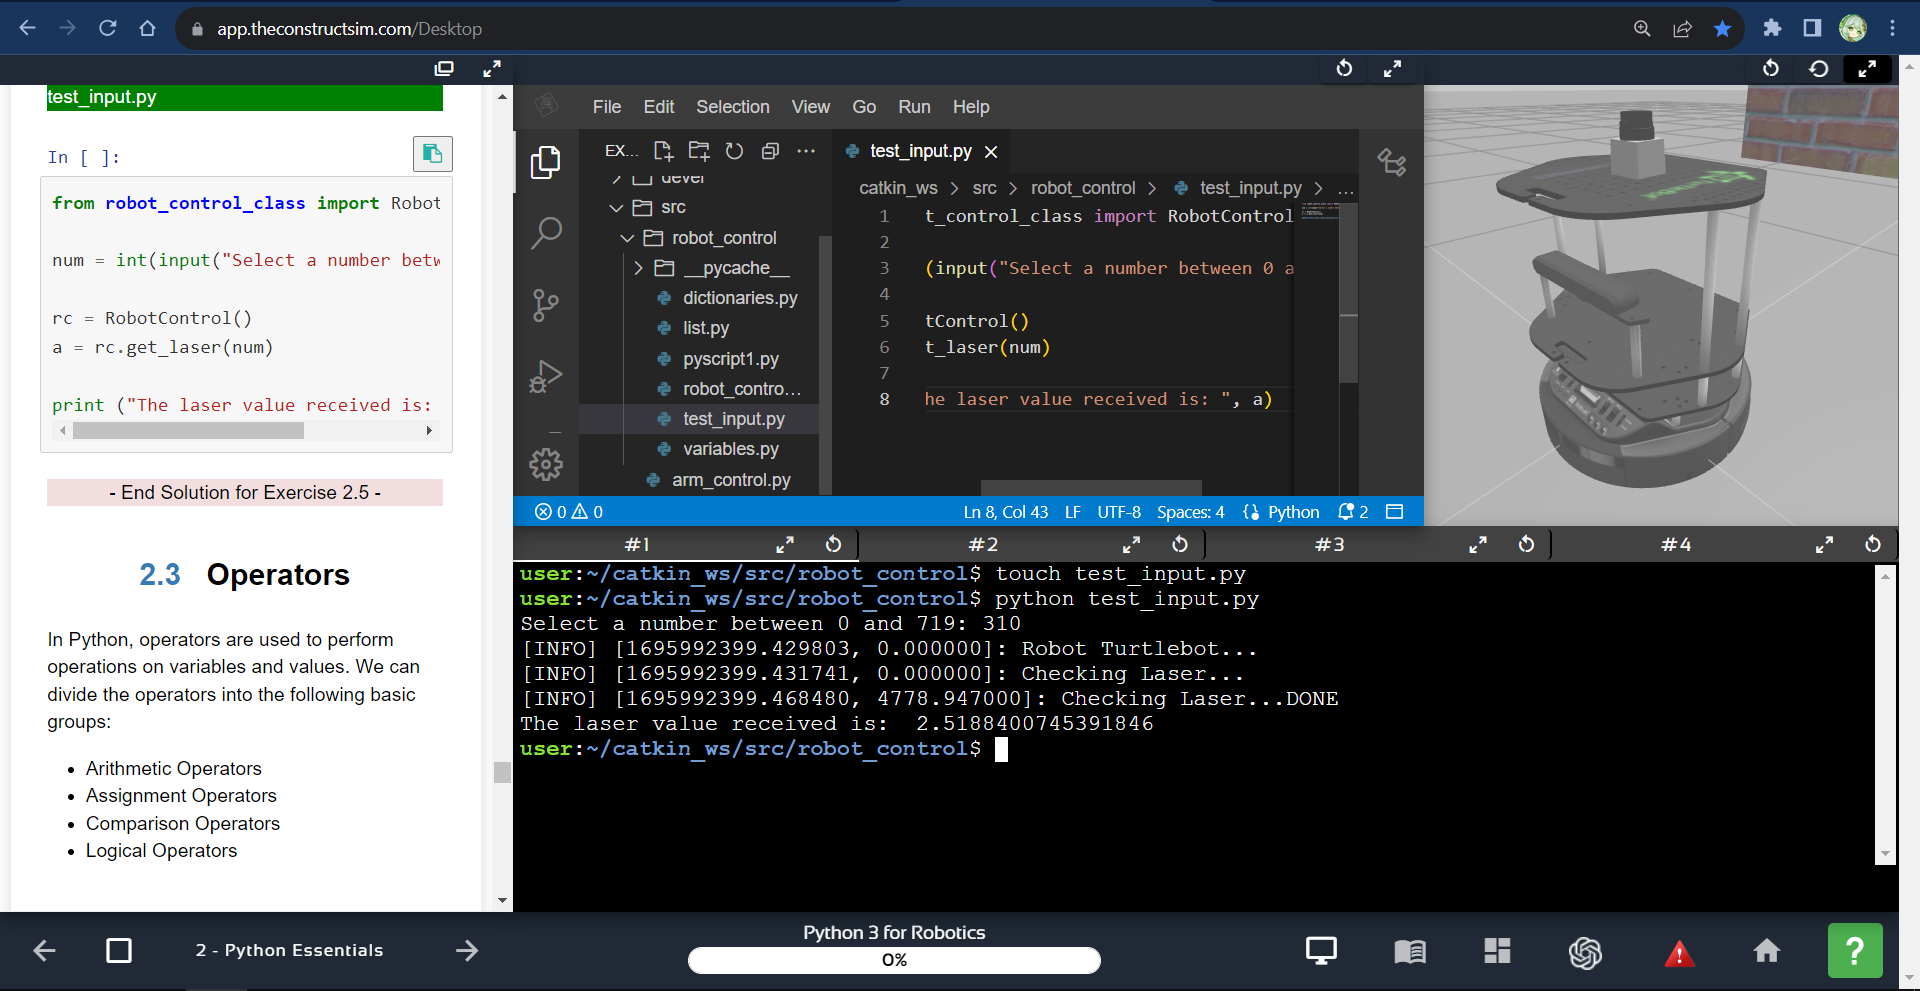 app.theconstructsim.com/Desktop
test_input.py
In [ ]:
from robot_control_class import Robot
num = int(input("Select a number betw
rc = RobotControl()
a = rc.get_laser(num)
print ("The laser value received is:
- End Solution for Exercise 2.5 -
2.3 Operators
In Python, operators are used to perform
operations on variables and values. We can
divide the operators into the following basic
groups:
Arithmetic Operators
Assignment Operators
Comparison Operators
Logical Operators
File Edit Selection View Go Run Help
EX...
devel
src
robot_control
__pycache__
dictionaries.py
list.py
pyscript1.py
robot_contro...
test_input.py
variables.py
arm_control.py
test_input.py
catkin_ws > src > robot_control > test_input.py > ...
1 t_control_class import RobotControl
2
3 (input("Select a number between 0 a
4
5 tControl()
6 t_laser(num)
7
8 he laser value received is: ", a)
0 0 Ln 8, Col 43 LF UTF-8 Spaces: 4 Python 2
#1 #2 #3 #4
user:~/catkin_ws/src/robot_control$ touch test_input.py
user:~/catkin_ws/src/robot_control$ python test_input.py
Select a number between 0 and 719: 310
[INFO] [1695992399.429803, 0.000000]: Robot Turtlebot...
[INFO] [1695992399.431741, 0.000000]: Checking Laser...
[INFO] [1695992399.468480, 4778.947000]: Checking Laser...DONE
The laser value received is:  2.5188400745391846
user:~/catkin_ws/src/robot_control$
2 - Python Essentials
Python 3 for Robotics
0%
?